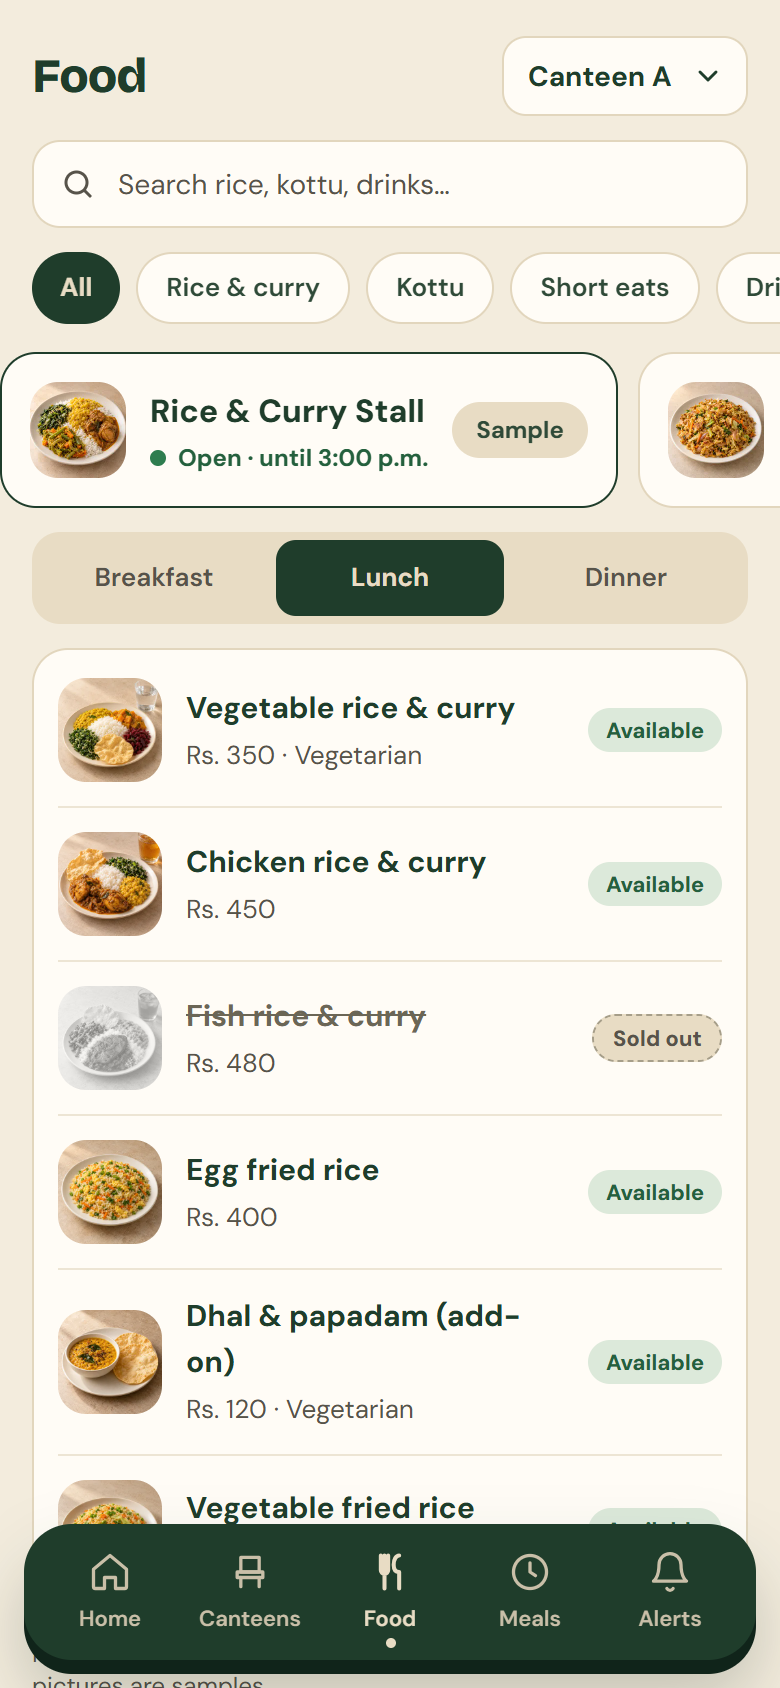 Food
Canteen A
Search rice, kottu, drinks...
All
Rice & curry
Kottu
Short eats
Rice & Curry Stall
Open · until 3:00 p.m.
Sample
Breakfast
Lunch
Dinner
Vegetable rice & curry
Rs. 350 · Vegetarian
Available
Chicken rice & curry
Rs. 450
Available
Fish rice & curry
Rs. 480
Sold out
Egg fried rice
Rs. 400
Available
Dhal & papadam (add-
on)
Rs. 120 · Vegetarian
Available
Vegetable fried rice
Home
Canteens
Food
Meals
Alerts
pictures are samples